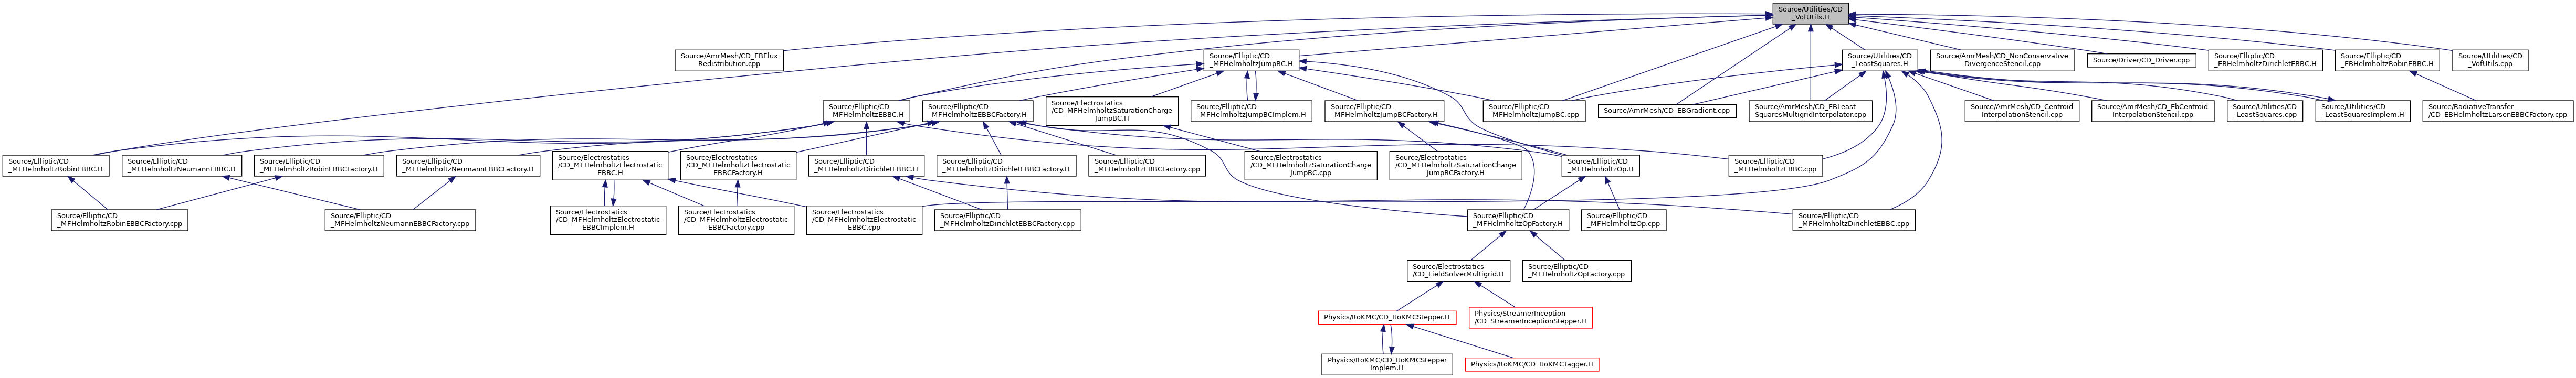 Source/Utilities/CD
_VofUtils.H
Source/AmrMesh/CD_EBFlux
Redistribution.cpp
Source/Elliptic/CD
_MFHelmholtzJumpBC.H
Source/Utilities/CD
_LeastSquares.H
Source/AmrMesh/CD_NonConservative
DivergenceStencil.cpp
Source/Driver/CD_Driver.cpp
Source/Elliptic/CD
_EBHelmholtzDirichletEBBC.H
Source/Elliptic/CD
_EBHelmholtzRobinEBBC.H
Source/Utilities/CD
_VofUtils.cpp
Source/Elliptic/CD
_MFHelmholtzEBBC.H
Source/Elliptic/CD
_MFHelmholtzEBBCFactory.H
Source/Electrostatics
/CD_MFHelmholtzSaturationCharge
JumpBC.H
Source/Elliptic/CD
_MFHelmholtzJumpBCImplem.H
Source/Elliptic/CD
_MFHelmholtzJumpBCFactory.H
Source/Elliptic/CD
_MFHelmholtzJumpBC.cpp
Source/AmrMesh/CD_EBGradient.cpp
Source/AmrMesh/CD_EBLeast
SquaresMultigridInterpolator.cpp
Source/AmrMesh/CD_Centroid
InterpolationStencil.cpp
Source/AmrMesh/CD_EbCentroid
InterpolationStencil.cpp
Source/Utilities/CD
_LeastSquares.cpp
Source/Utilities/CD
_LeastSquaresImplem.H
Source/RadiativeTransfer
/CD_EBHelmholtzLarsenEBBCFactory.cpp
Source/Elliptic/CD
_MFHelmholtzRobinEBBC.H
Source/Elliptic/CD
_MFHelmholtzNeumannEBBC.H
Source/Elliptic/CD
_MFHelmholtzRobinEBBCFactory.H
Source/Elliptic/CD
_MFHelmholtzNeumannEBBCFactory.H
Source/Electrostatics
/CD_MFHelmholtzElectrostatic
EBBC.H
Source/Electrostatics
/CD_MFHelmholtzElectrostatic
EBBCFactory.H
Source/Elliptic/CD
_MFHelmholtzDirichletEBBC.H
Source/Elliptic/CD
_MFHelmholtzDirichletEBBCFactory.H
Source/Elliptic/CD
_MFHelmholtzEBBCFactory.cpp
Source/Electrostatics
/CD_MFHelmholtzSaturationCharge
JumpBC.cpp
Source/Electrostatics
/CD_MFHelmholtzSaturationCharge
JumpBCFactory.H
Source/Elliptic/CD
_MFHelmholtzOp.H
Source/Elliptic/CD
_MFHelmholtzEBBC.cpp
Source/Elliptic/CD
_MFHelmholtzRobinEBBCFactory.cpp
Source/Elliptic/CD
_MFHelmholtzNeumannEBBCFactory.cpp
Source/Electrostatics
/CD_MFHelmholtzElectrostatic
EBBCImplem.H
Source/Electrostatics
/CD_MFHelmholtzElectrostatic
EBBCFactory.cpp
Source/Electrostatics
/CD_MFHelmholtzElectrostatic
EBBC.cpp
Source/Elliptic/CD
_MFHelmholtzDirichletEBBCFactory.cpp
Source/Elliptic/CD
_MFHelmholtzOpFactory.H
Source/Elliptic/CD
_MFHelmholtzOp.cpp
Source/Elliptic/CD
_MFHelmholtzDirichletEBBC.cpp
Source/Electrostatics
/CD_FieldSolverMultigrid.H
Source/Elliptic/CD
_MFHelmholtzOpFactory.cpp
Physics/ItoKMC/CD_ItoKMCStepper.H
Physics/StreamerInception
/CD_StreamerInceptionStepper.H
Physics/ItoKMC/CD_ItoKMCStepper
Implem.H
Physics/ItoKMC/CD_ItoKMCTagger.H